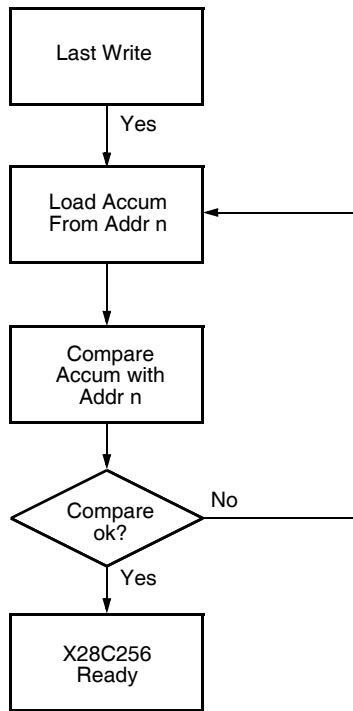 Last Write
Yes
Load Accum
From Addr n
Compare
Accum with
Addr n
Compare
ok?
No
Yes
X28C256
Ready